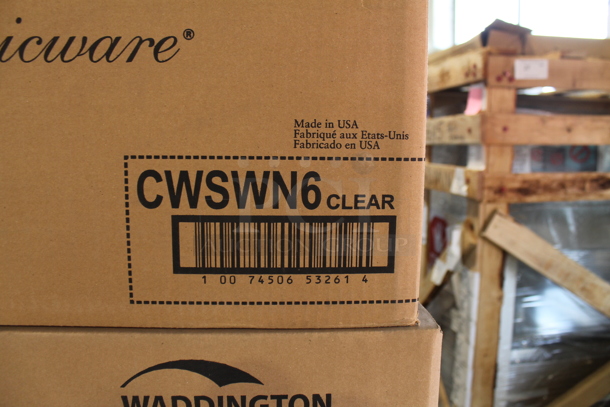 icware®
Made in USA
Fabriqué aux Etats-Unis
Fabricado en USA
CWSWN6 CLEAR
1 00 74506 53261 4
WADDINGTON